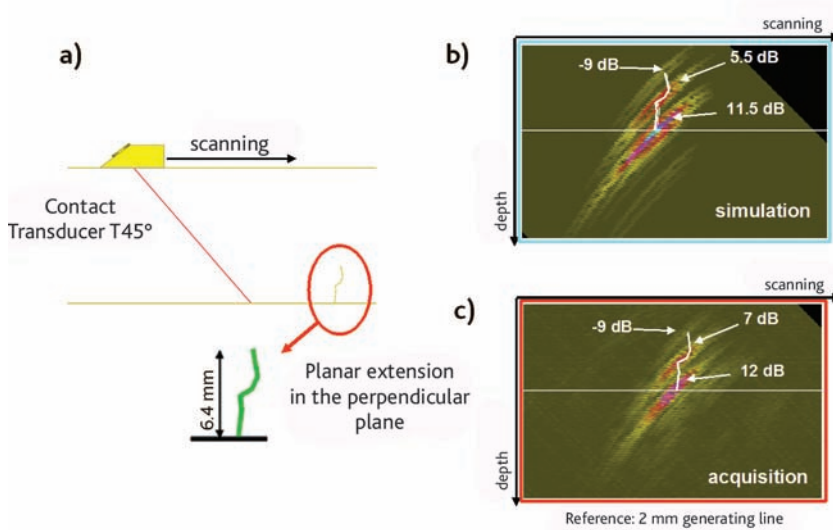 a)
scanning
Contact
Transducer T45°
6.4 mm
Planar extension
in the perpendicular
plane
b)
scanning
-9 dB
5.5 dB
11.5 dB
depth
simulation
c)
scanning
-9 dB
7 dB
12 dB
depth
acquisition
Reference: 2 mm generating line